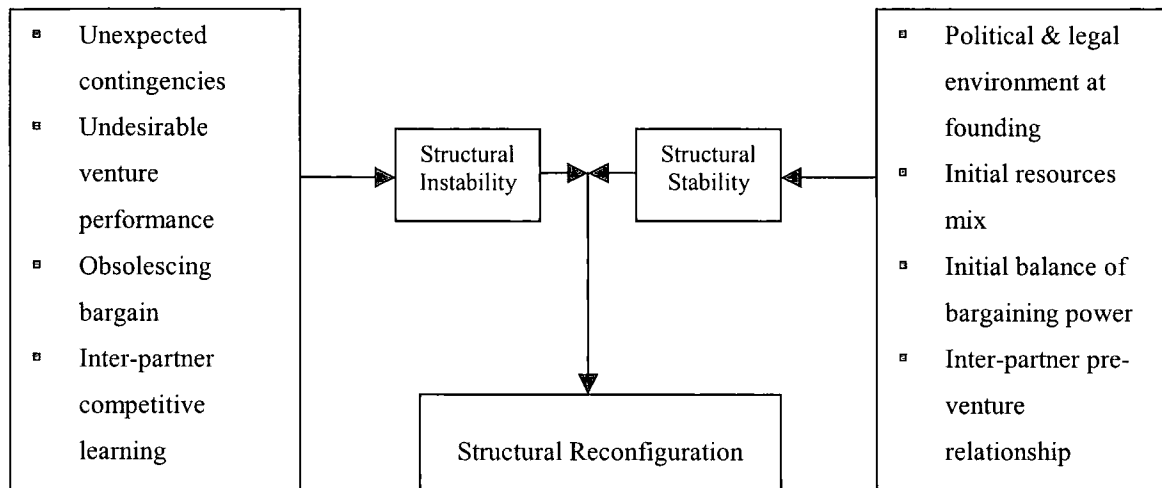 Unexpected
contingencies
Undesirable
venture
performance
Obsolescing
bargain
Inter-partner
competitive
learning
Structural
Instability
Structural
Stability
Structural Reconfiguration
Political & legal
environment at
founding
Initial resources
mix
Initial balance of
bargaining power
Inter-partner pre-
venture
relationship